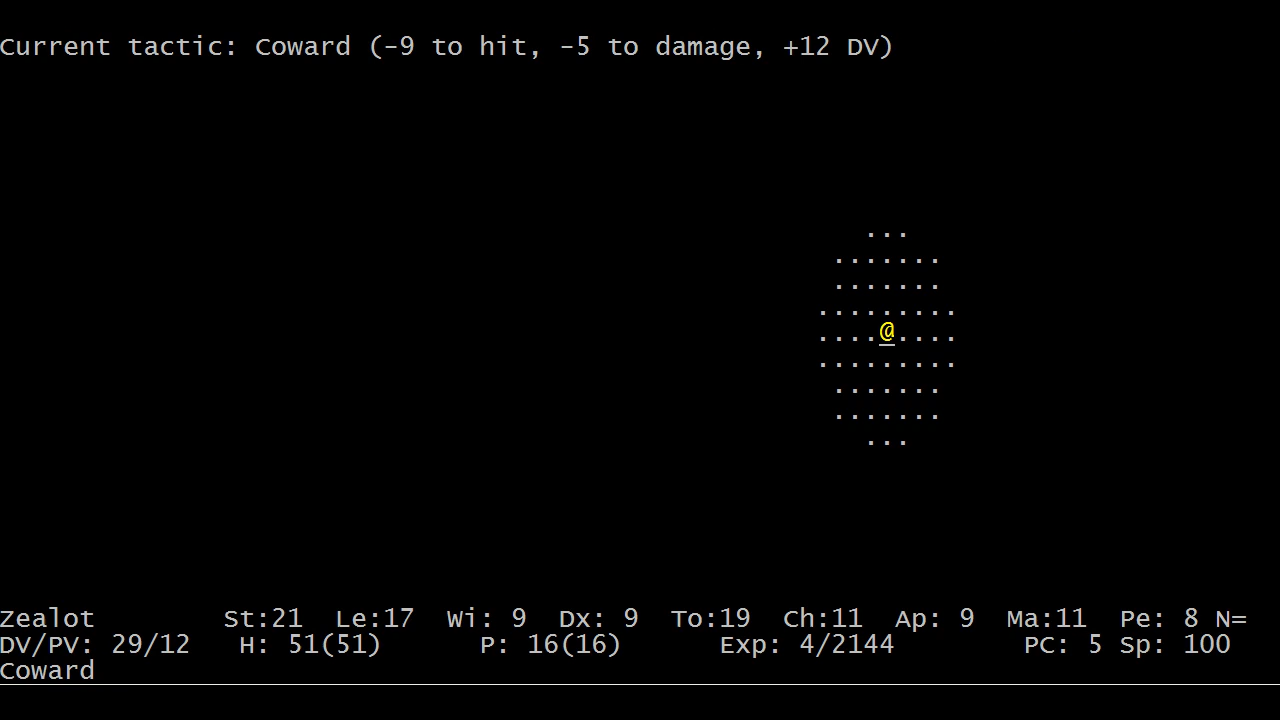 Current tactic: Coward (-9 to hit, -5 to damage, +12 DV)
...
.......
.......
.........
....@....
.........
.......
.......
...
Zealot St:21 Le:17 Wi: 9 Dx: 9 To:19 Ch:11 Ap: 9 Ma:11 Pe: 8 N=
DV/PV: 29/12 H: 51(51) P: 16(16) Exp: 4/2144 PC: 5 Sp: 100
Coward